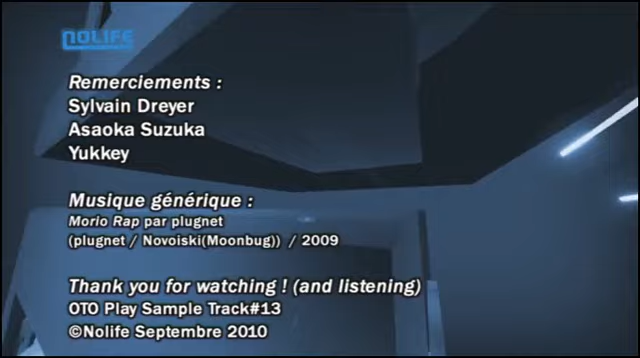 NOLIFE
Remerciements :
Sylvain Dreyer
Asaoka Suzuka
Yukkey
Musique générique :
Morio Rap par plugnet
(plugnet / Novoiski(Moonbug)) / 2009
Thank you for watching ! (and listening)
OTO Play Sample Track#13
©Nolife Septembre 2010